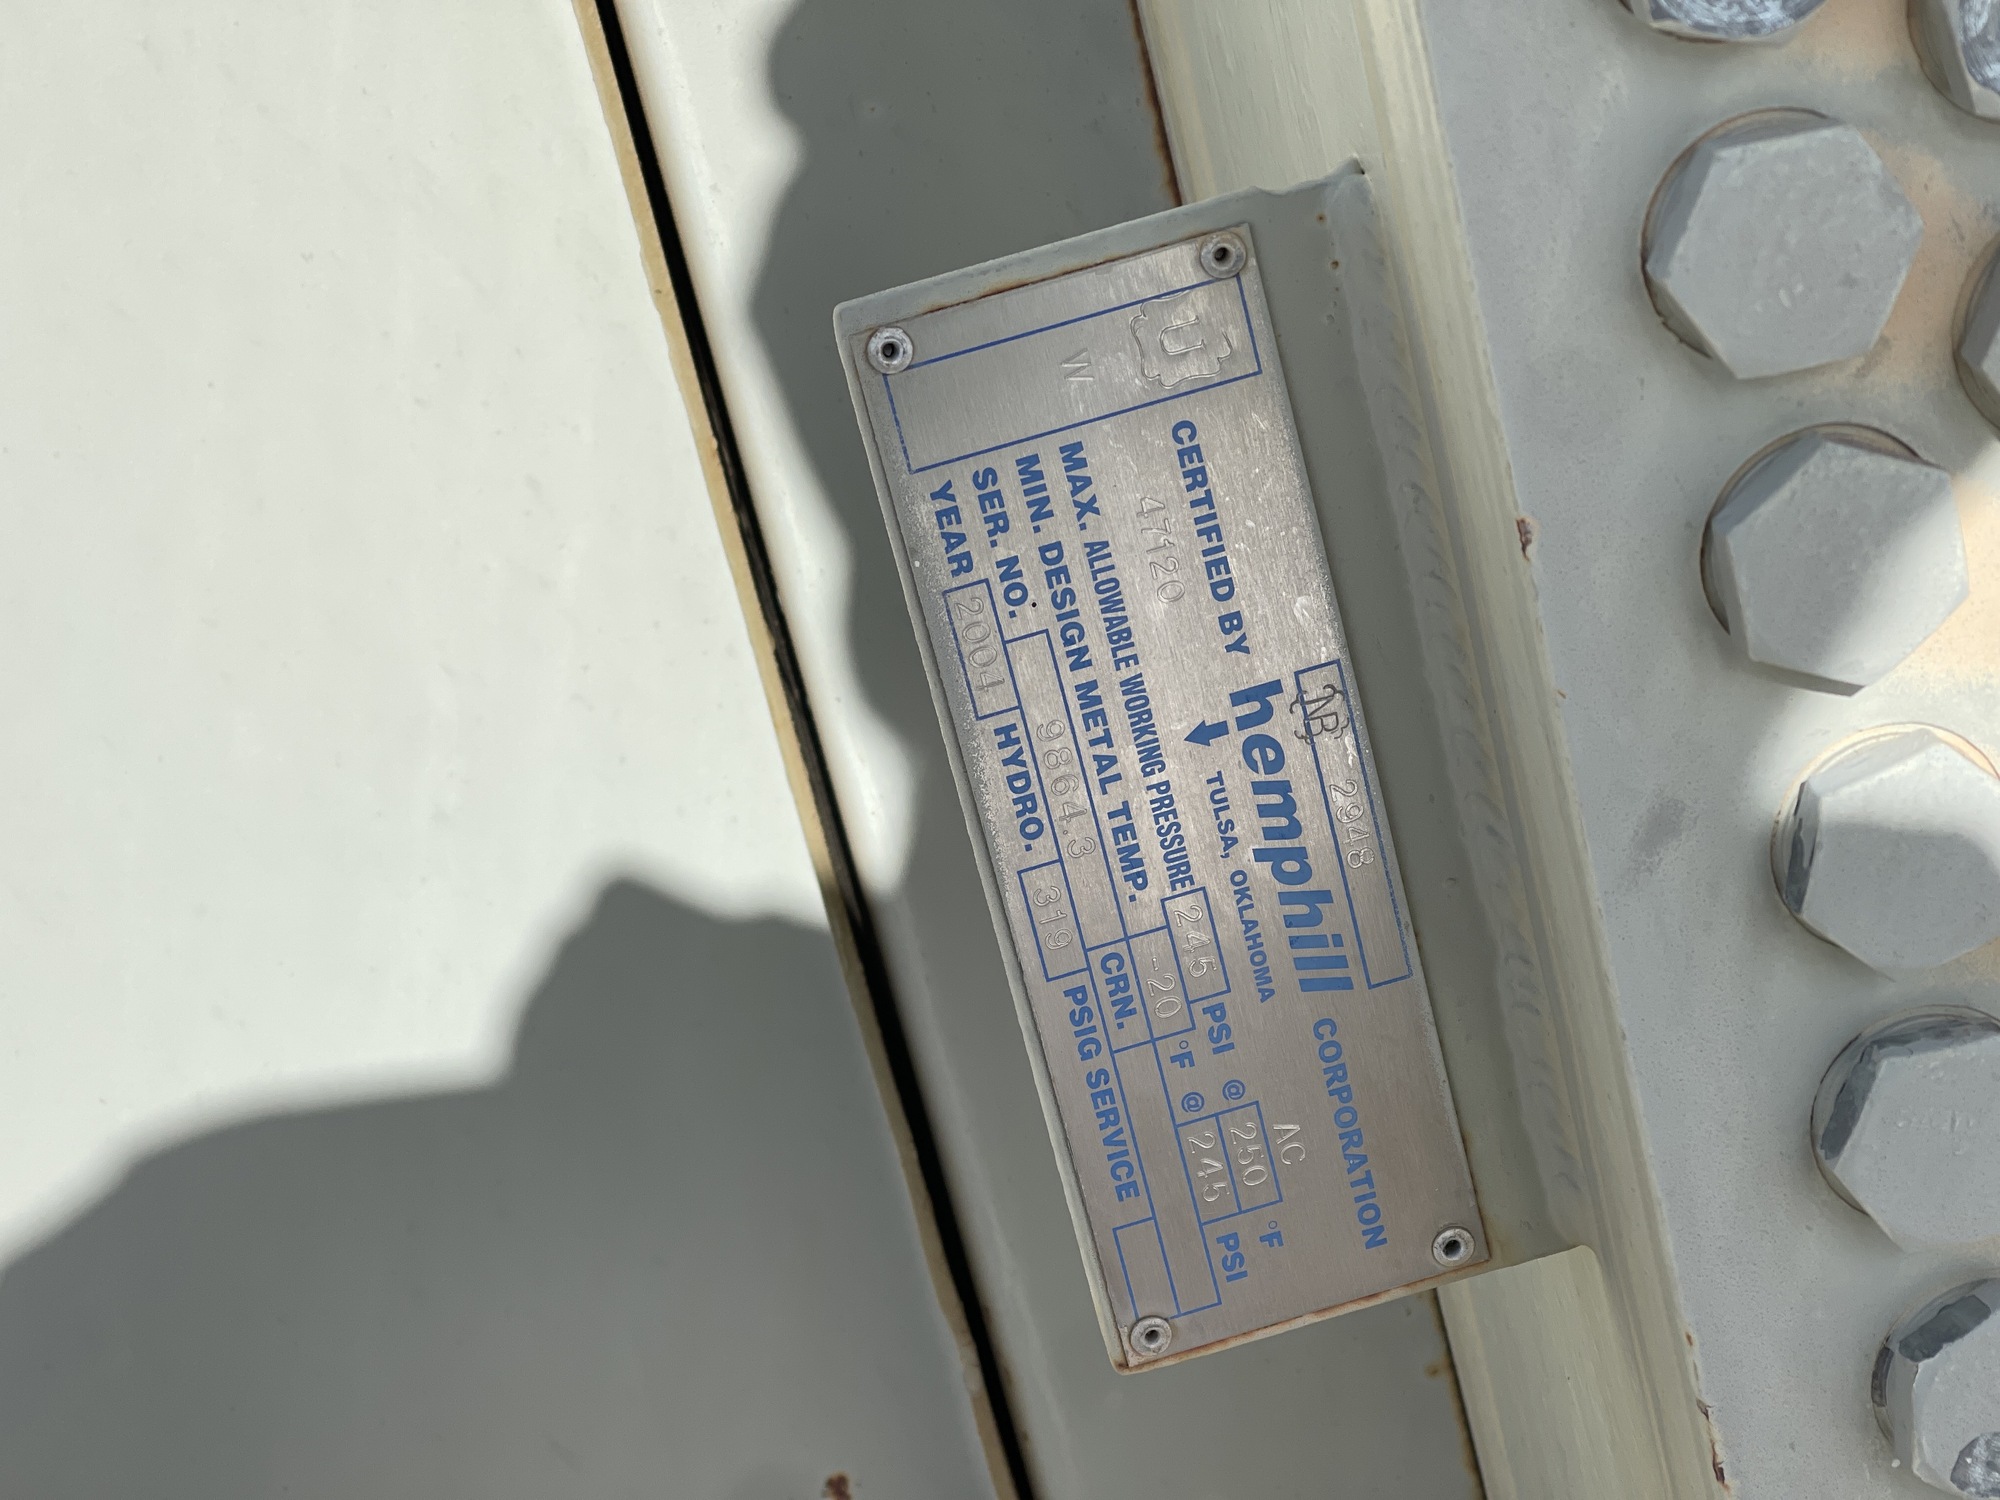 NB 2948
CERTIFIED BY hemphill CORPORATION
TULSA, OKLAHOMA
U
W
47120
AC
MAX. ALLOWABLE WORKING PRESSURE 245 PSI @ 250 °F
MIN. DESIGN METAL TEMP. -20 °F @ 245 PSI
SER. NO. 9864.3 CRN.
YEAR 2004 HYDRO. 319 PSIG SERVICE